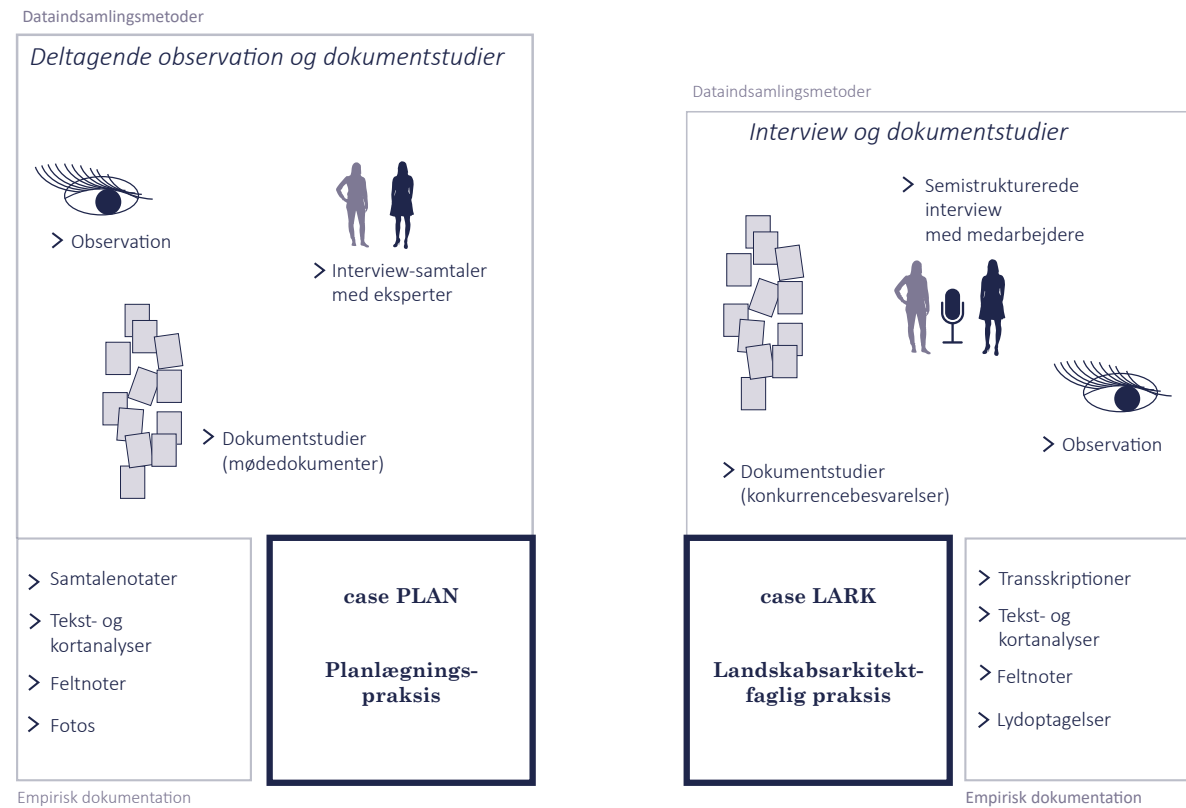 Dataindsamlingsmetoder
Deltagende observation og dokumentstudier
> Observation
> Interview-samtaler
med eksperter
> Dokumentstudier
(mødedokumenter)
> Samtalenotater
> Tekst- og
kortanalyser
> Feltnoter
> Fotos
Empirisk dokumentation
case PLAN
Planlægnings-
praksis
Dataindsamlingsmetoder
Interview og dokumentstudier
> Semistrukturerede
interview
med medarbejdere
> Observation
> Dokumentstudier
(konkurrencebesvarelser)
case LARK
Landskabsarkitekt-
faglig praksis
> Transskriptioner
> Tekst- og
kortanalyser
> Feltnoter
> Lydoptagelser
Empirisk dokumentation